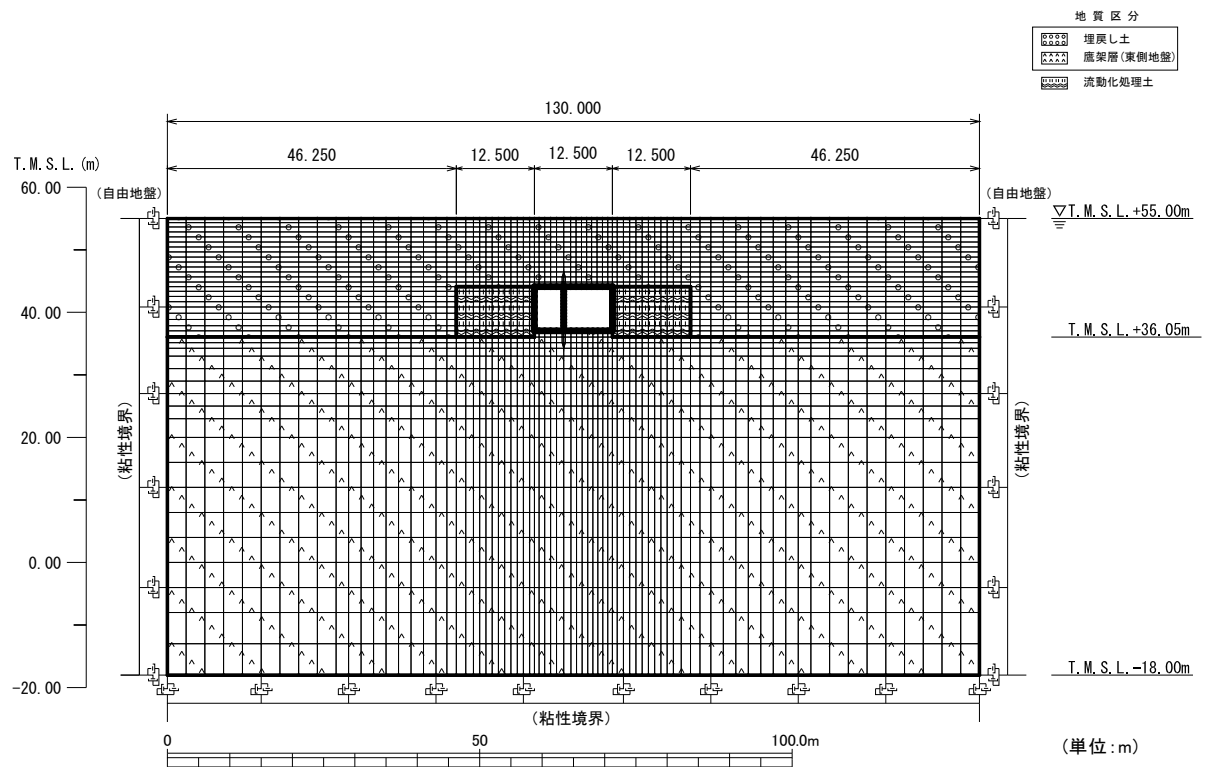 地 質 区 分
埋戻し土
鷹架層(東側地盤)
流動化処理土
130.000
46.250
12.500
12.500
12.500
46.250
T.M.S.L.(m)
60.00
(自由地盤)
(自由地盤)
T.M.S.L.+55.00m
40.00
T.M.S.L.+36.05m
20.00
(粘性境界)
(粘性境界)
0.00
-20.00
T.M.S.L.-18.00m
(粘性境界)
0
50
100.0m
(単位:m)